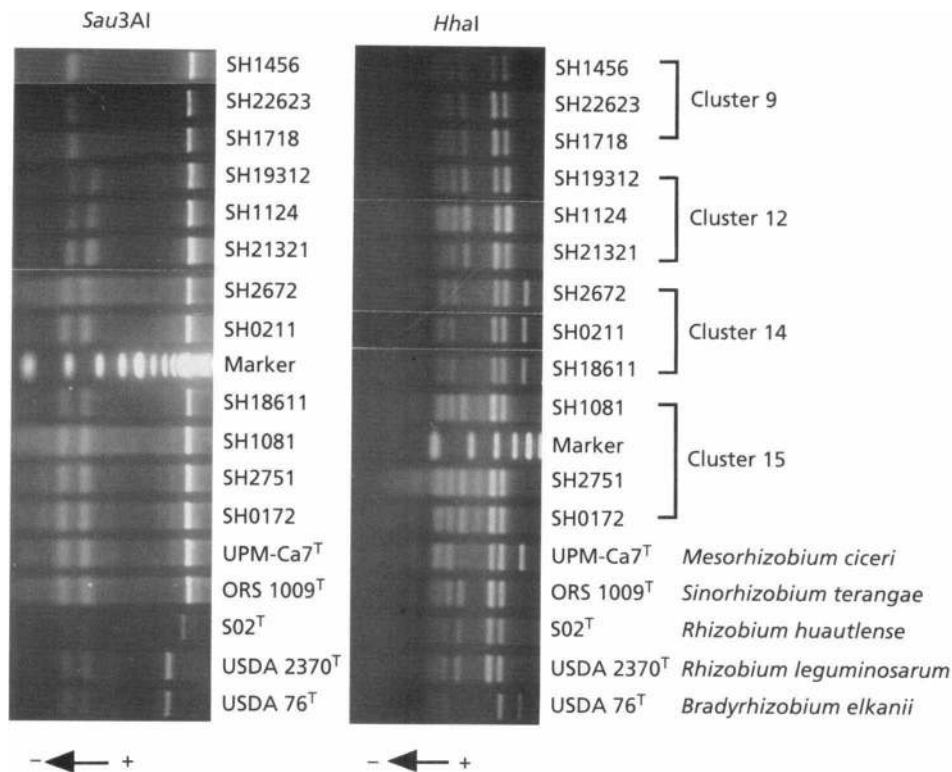 Sau3AI
SH1456
SH22623
SH1718
SH19312
SH1124
SH21321
SH2672
SH0211
Marker
SH18611
SH1081
SH2751
SH0172
UPM-Ca7ᵀ
ORS 1009ᵀ
S02ᵀ
USDA 2370ᵀ
USDA 76ᵀ
− +
HhaI
SH1456
SH22623
SH1718
SH19312
SH1124
SH21321
SH2672
SH0211
SH18611
SH1081
Marker
SH2751
SH0172
UPM-Ca7ᵀ
ORS 1009ᵀ
S02ᵀ
USDA 2370ᵀ
USDA 76ᵀ
− +
Cluster 9
Cluster 12
Cluster 14
Cluster 15
Mesorhizobium ciceri
Sinorhizobium terangae
Rhizobium huautlense
Rhizobium leguminosarum
Bradyrhizobium elkanii